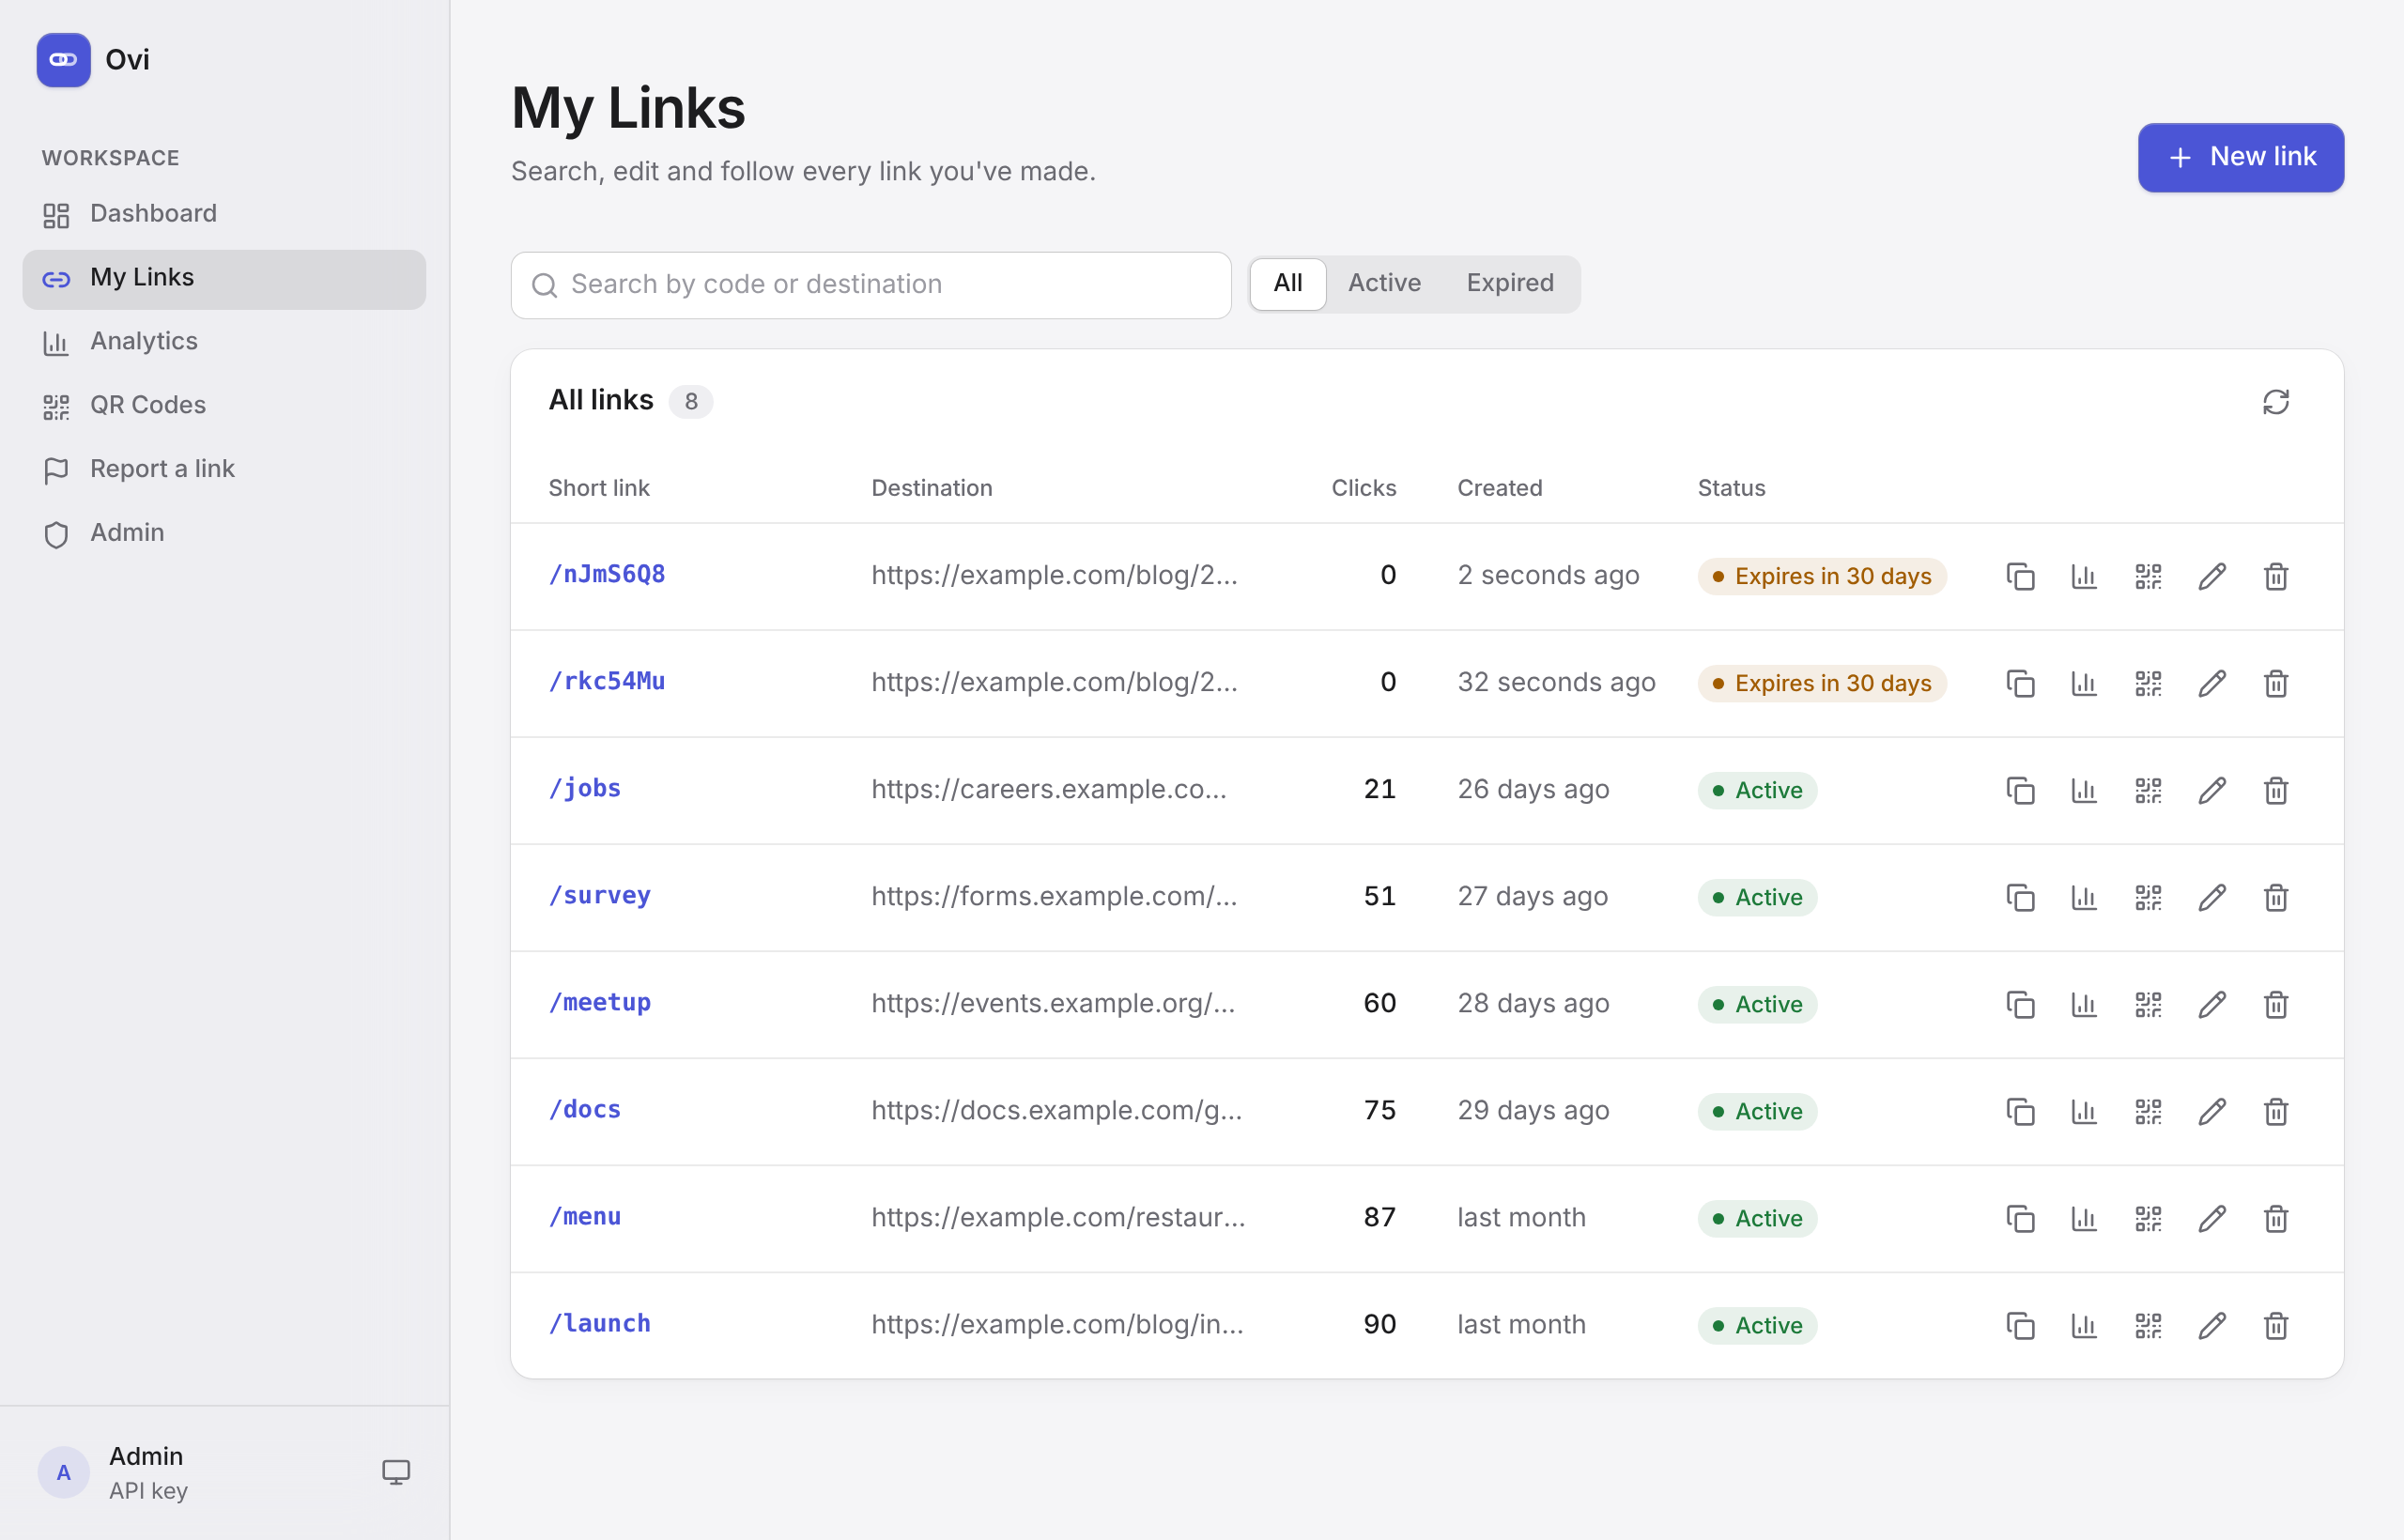 Ovi
WORKSPACE
Dashboard
My Links
Analytics
QR Codes
Report a link
Admin
A
Admin
API key
My Links
Search, edit and follow every link you've made.
+ New link
Search by code or destination
All Active Expired
All links 8
Short link Destination Clicks Created Status
/nJmS6Q8 https://example.com/blog/2... 0 2 seconds ago Expires in 30 days
/rkc54Mu https://example.com/blog/2... 0 32 seconds ago Expires in 30 days
/jobs https://careers.example.co... 21 26 days ago Active
/survey https://forms.example.com/... 51 27 days ago Active
/meetup https://events.example.org/... 60 28 days ago Active
/docs https://docs.example.com/g... 75 29 days ago Active
/menu https://example.com/restaur... 87 last month Active
/launch https://example.com/blog/in... 90 last month Active